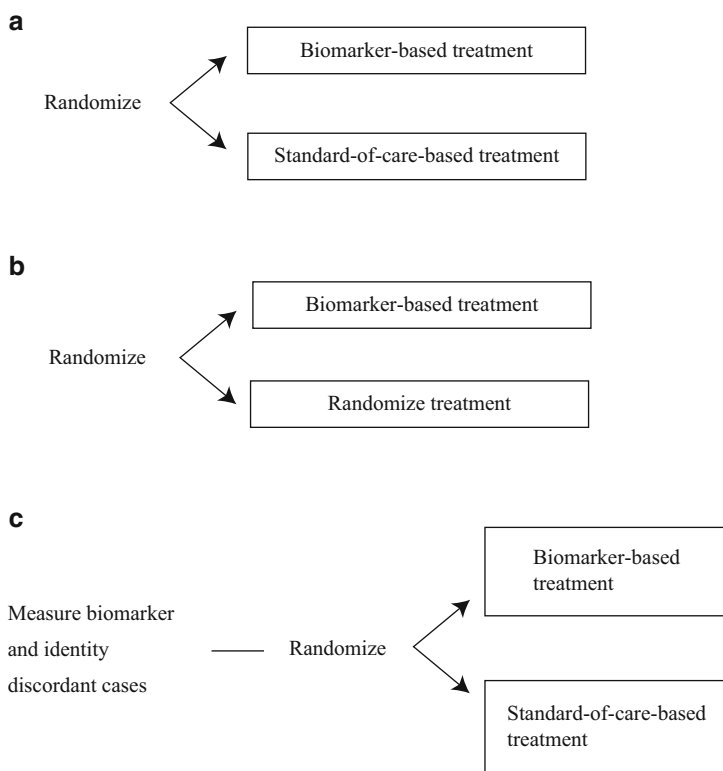 a
Biomarker-based treatment
Randomize
Standard-of-care-based treatment
b
Biomarker-based treatment
Randomize
Randomize treatment
c
Biomarker-based
treatment
Measure biomarker
and identity
discordant cases
Randomize
Standard-of-care-based
treatment